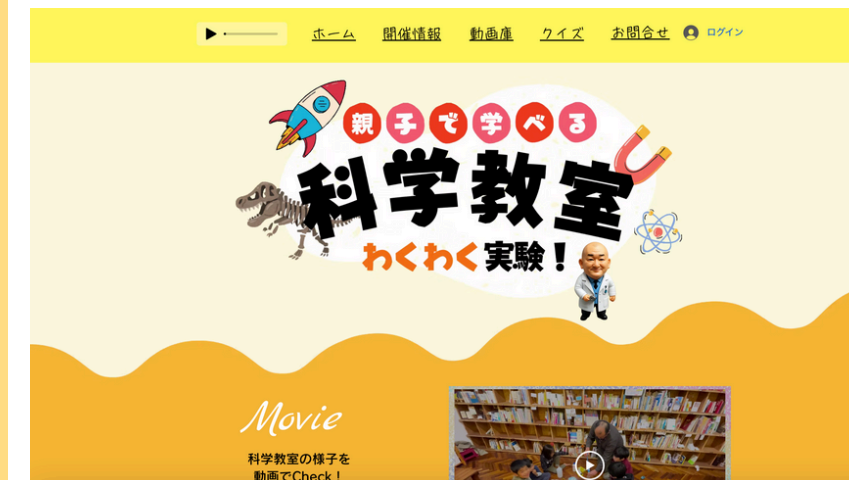 ホーム 開催情報 動画庫 クイズ お問合せ ログイン
親子で学べる
科学教室
わくわく実験！
Movie
科学教室の様子を
動画でCheck！